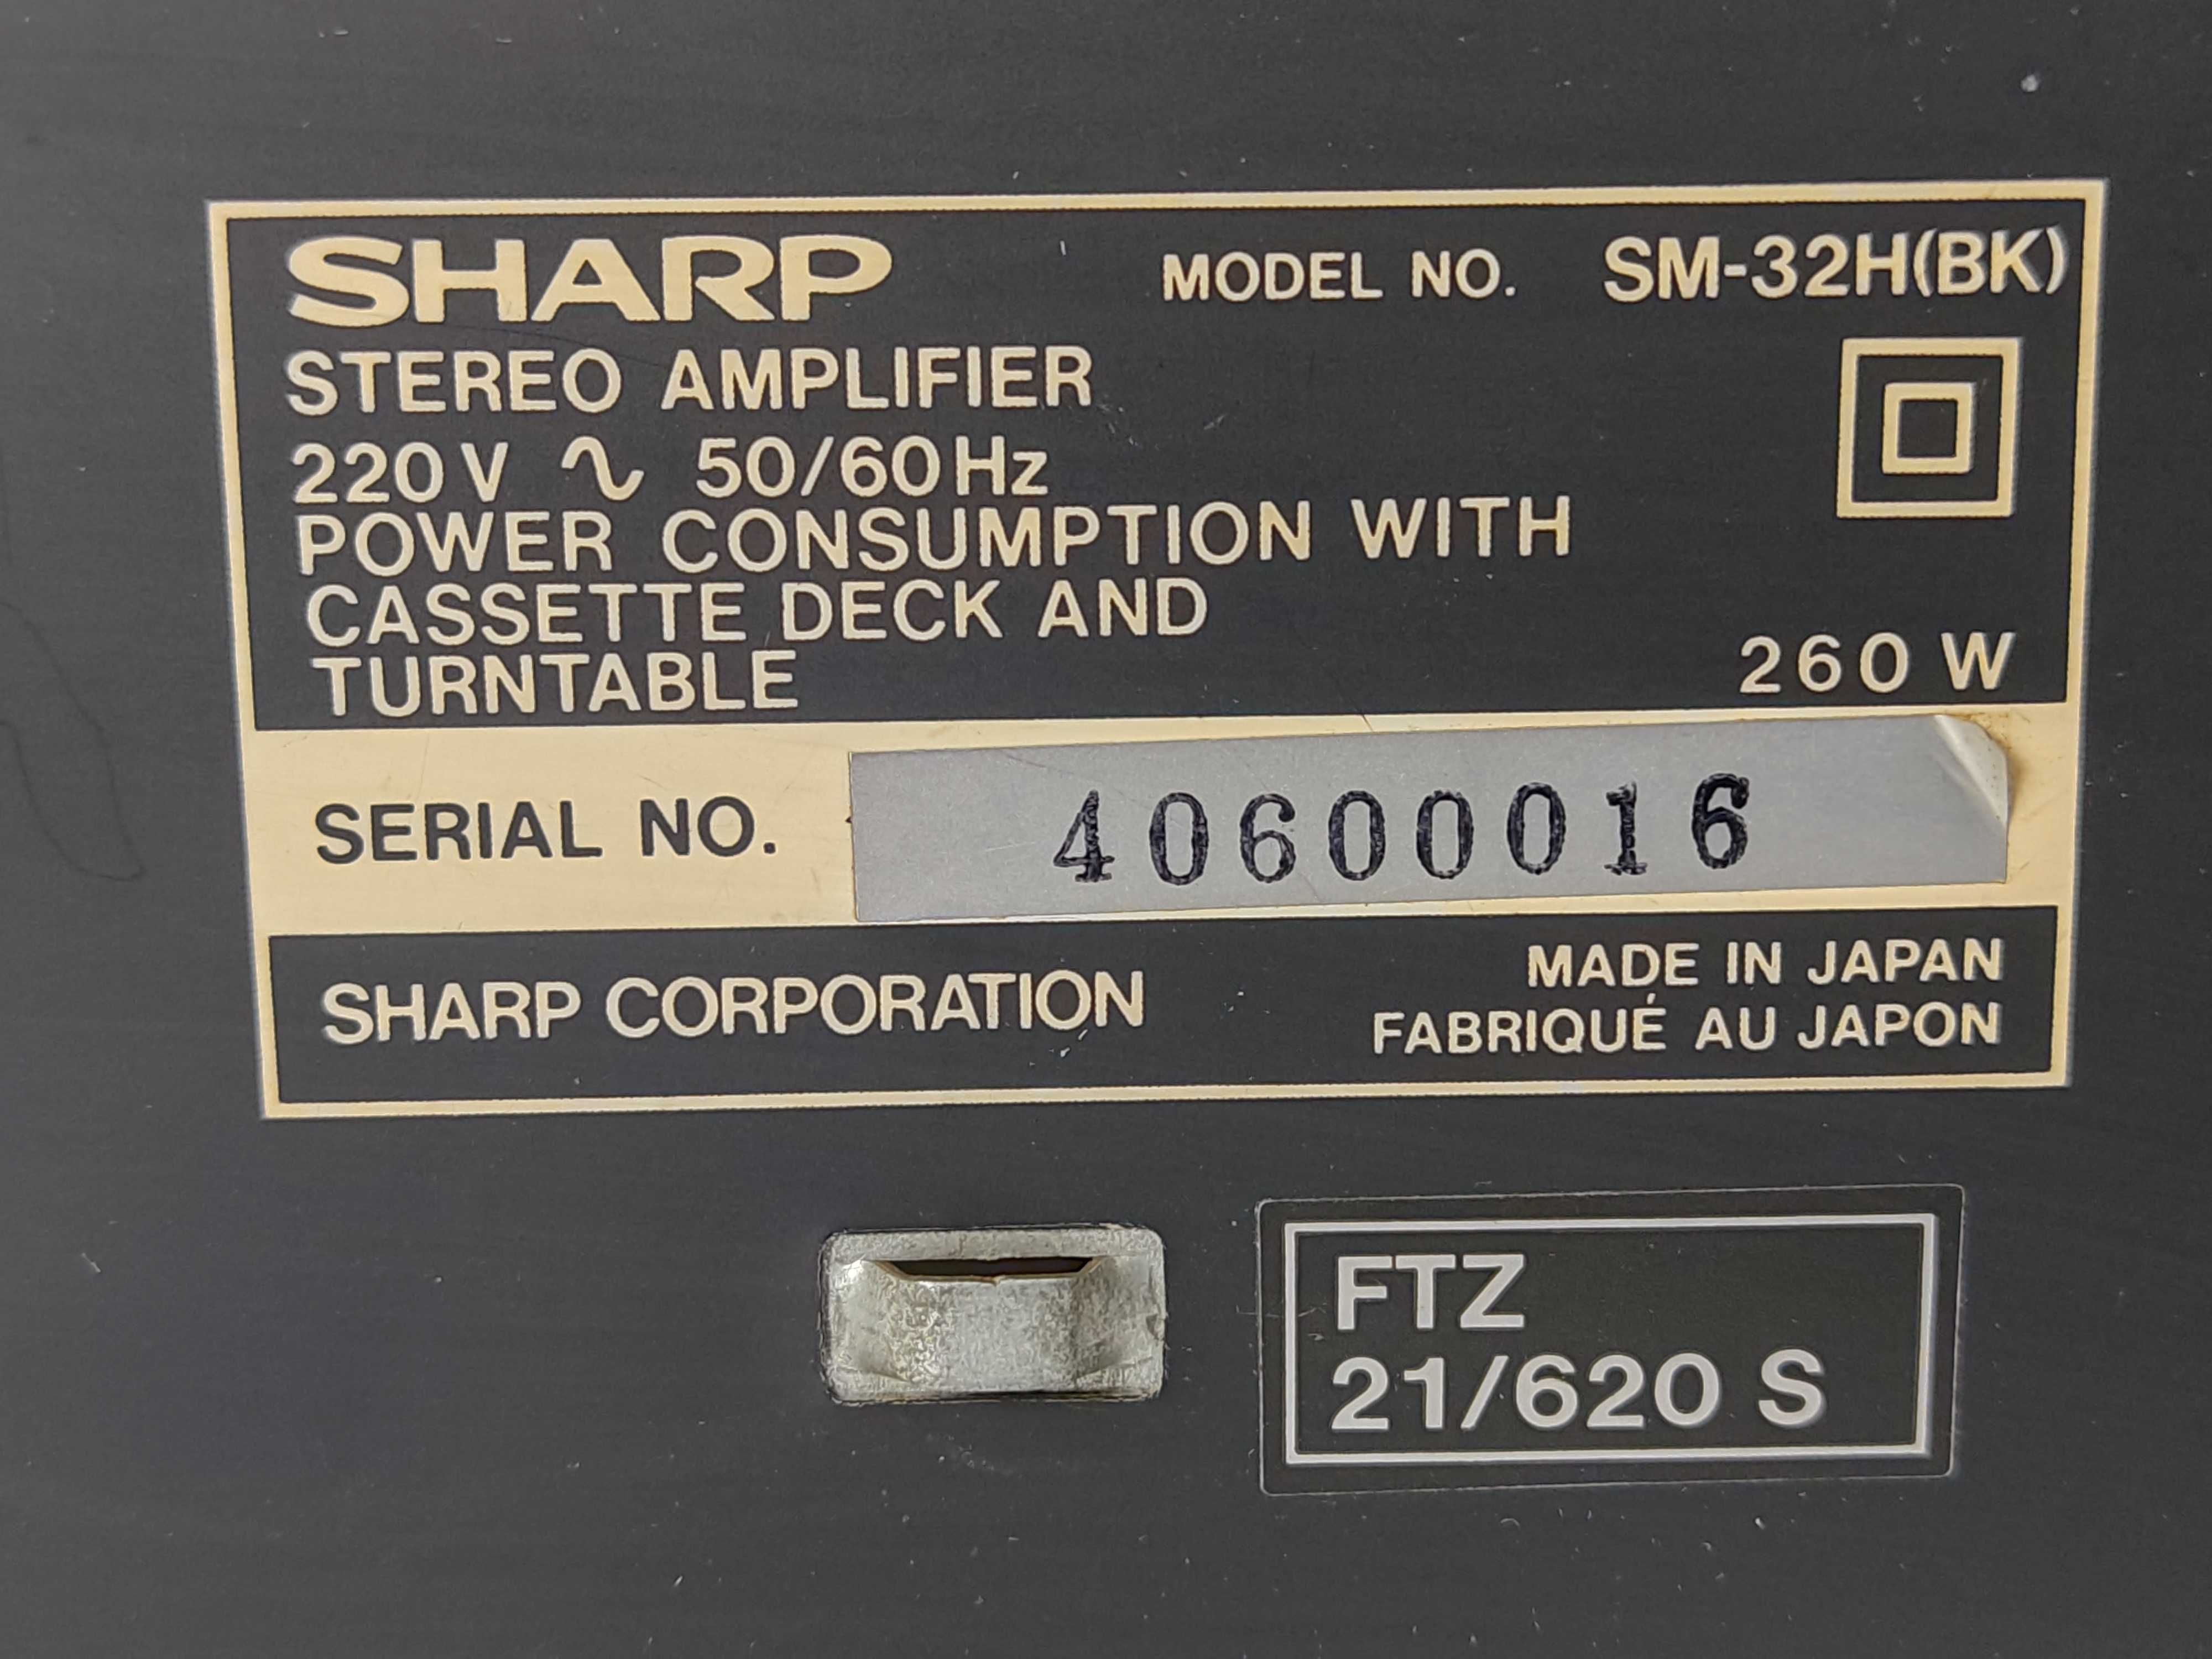 SHARP MODEL NO. SM-32H(BK)
STEREO AMPLIFIER
220V ∿ 50/60Hz
POWER CONSUMPTION WITH
CASSETTE DECK AND
TURNTABLE 260 W
SERIAL NO. 40600016
SHARP CORPORATION
MADE IN JAPAN
FABRIQUÉ AU JAPON
FTZ
21/620 S